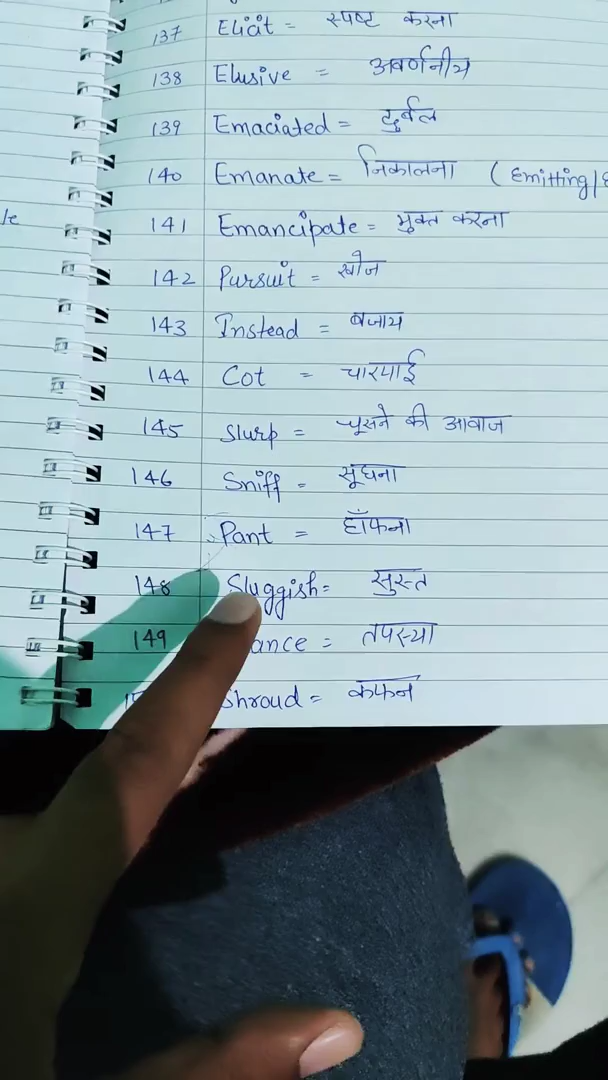 137 Elicit = स्पष्ट करना
138 Elusive = अवर्णनीय
139 Emaciated = दुर्बल
140 Emanate = निकालना (Emitting/
141 Emancipate = मुक्त करना
142 Pursuit = खोज
143 Instead = बजाय
144 Cot = चारपाई
145 Slurp = चूसने की आवाज
146 Sniff = सूंघना
147 Pant = हाँफना
148 Sluggish = सुस्त
149 ance = तपस्या
Shroud = कफन